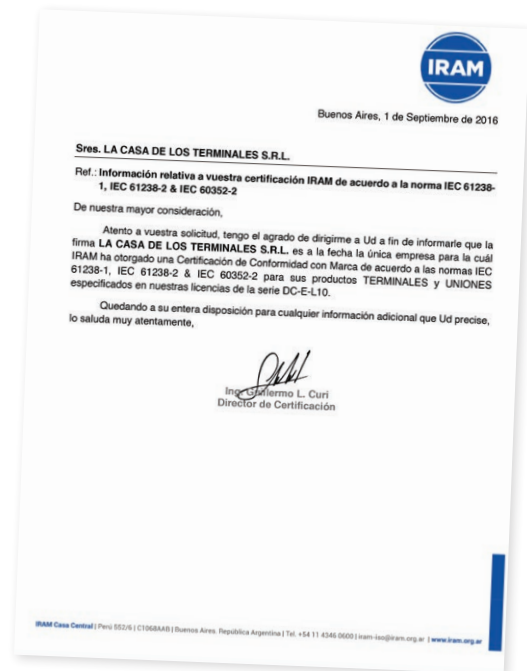 IRAM
Buenos Aires, 1 de Septiembre de 2016
Sres. LA CASA DE LOS TERMINALES S.R.L.
Ref.: Información relativa a vuestra certificación IRAM de acuerdo a la norma IEC 61238-
1, IEC 61238-2 & IEC 60352-2
De nuestra mayor consideración,
Atento a vuestra solicitud, tengo el agrado de dirigirme a Ud a fin de informarle que la
firma LA CASA DE LOS TERMINALES S.R.L. es a la fecha la única empresa para la cuál
IRAM ha otorgado una Certificación de Conformidad con Marca de acuerdo a las normas IEC
61238-1, IEC 61238-2 & IEC 60352-2 para sus productos TERMINALES y UNIONES
especificados en nuestras licencias de la serie DC-E-L10.
Quedando a su entera disposición para cualquier información adicional que Ud precise,
lo saluda muy atentamente,
Ing. Guillermo L. Curi
Director de Certificación
IRAM Casa Central | Perú 552/6 | C1068AAB | Buenos Aires. República Argentina | Tel. +54 11 4346 0600 | iram-iso@iram.org.ar | www.iram.org.ar